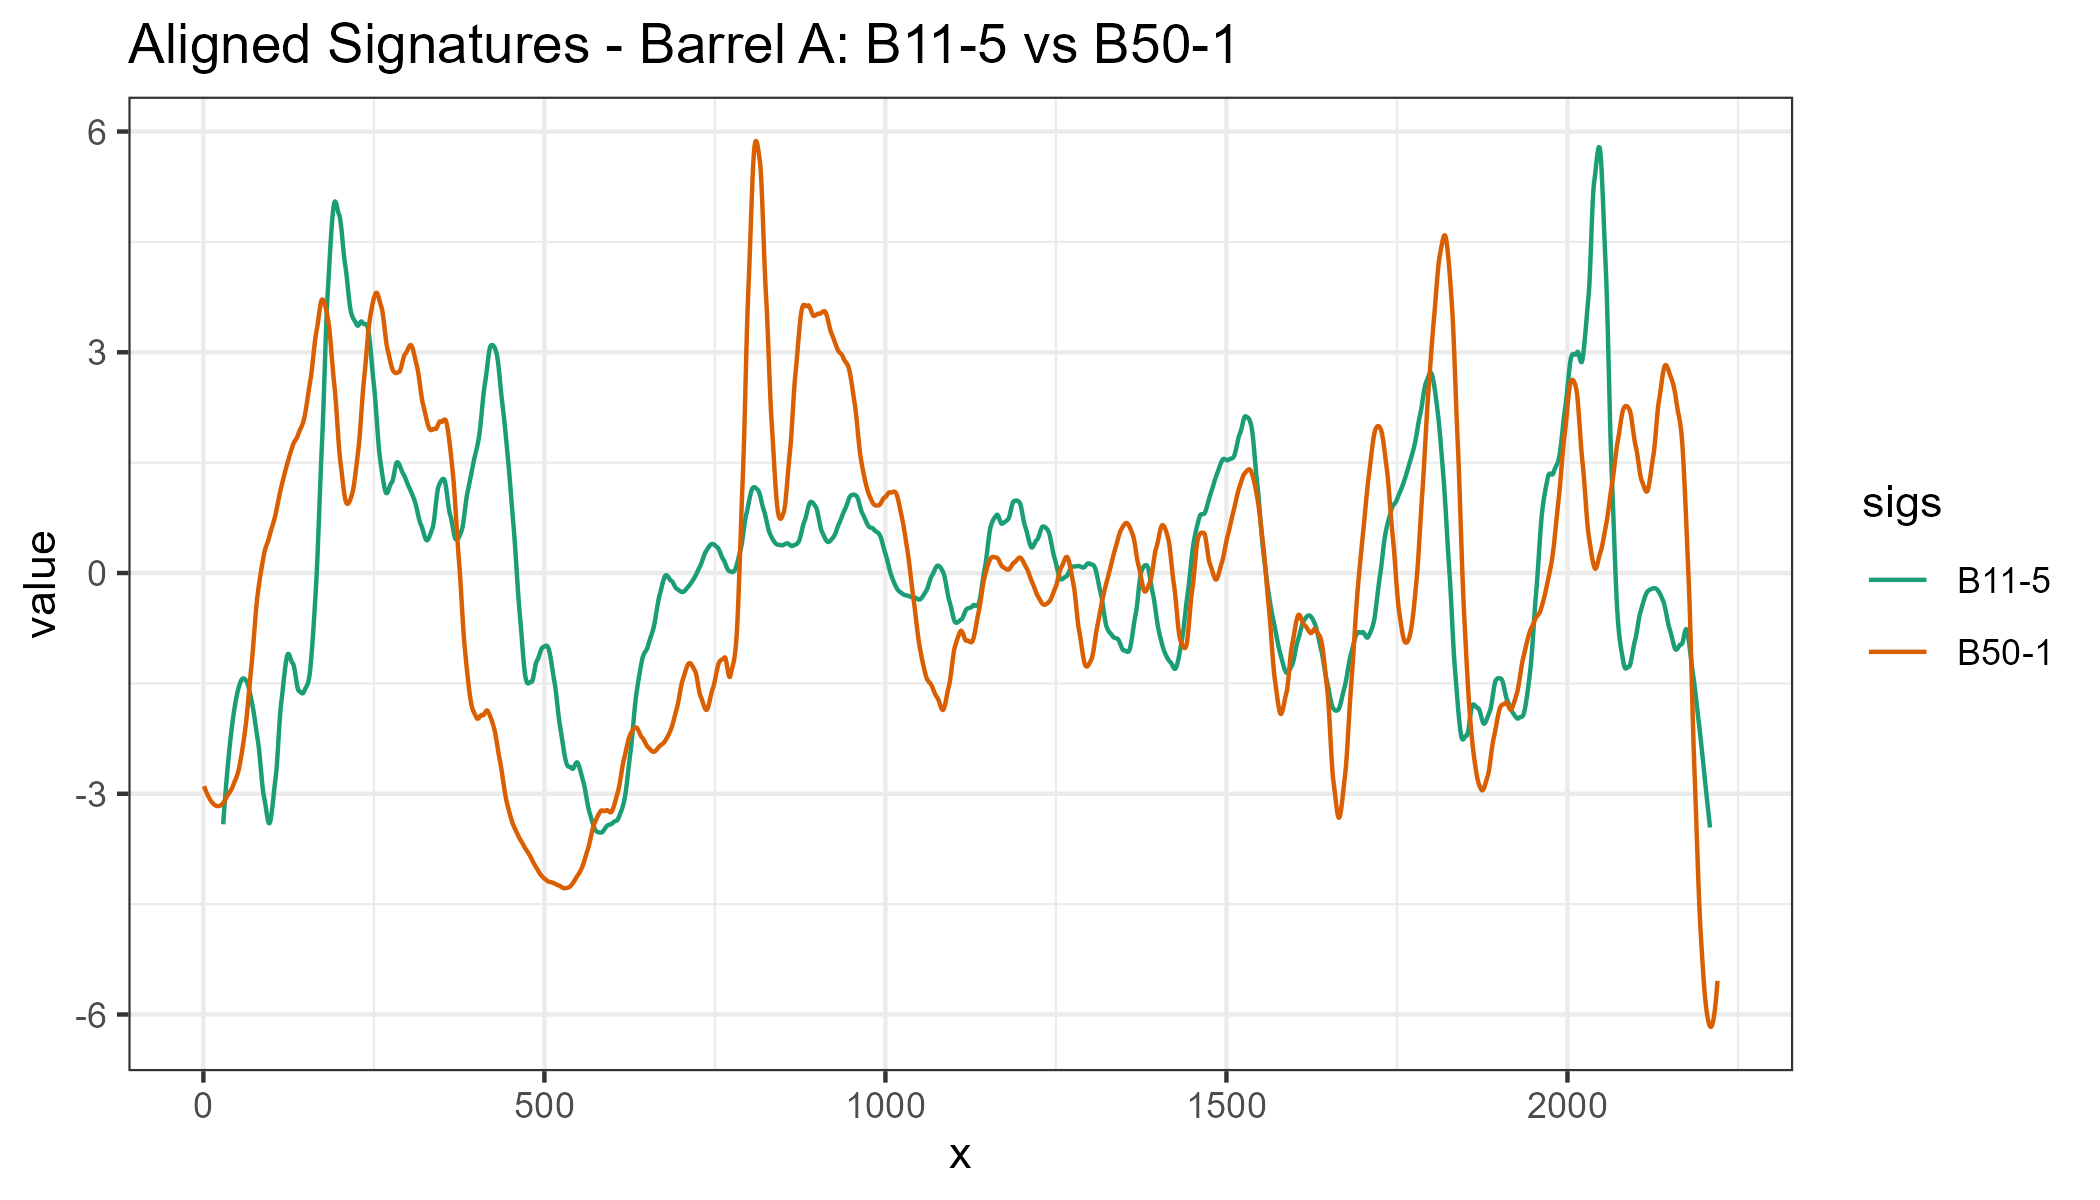 Aligned Signatures - Barrel A: B11-5 vs B50-1
6
3
0
-3
-6
value
0 500 1000 1500 2000
x
sigs
B11-5
B50-1